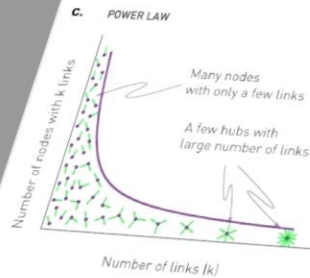 c. POWER LAW
Many nodes
with only a few links
A few hubs with
large number of links
Number of nodes with k links
Number of links (k)